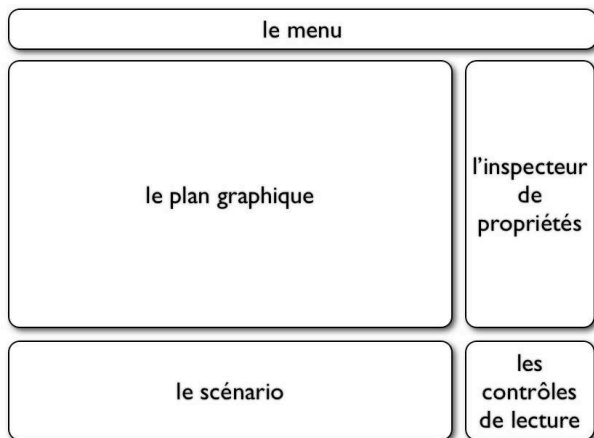 le menu
le plan graphique
l'inspecteur
de
propriétés
le scénario
les
contrôles
de lecture